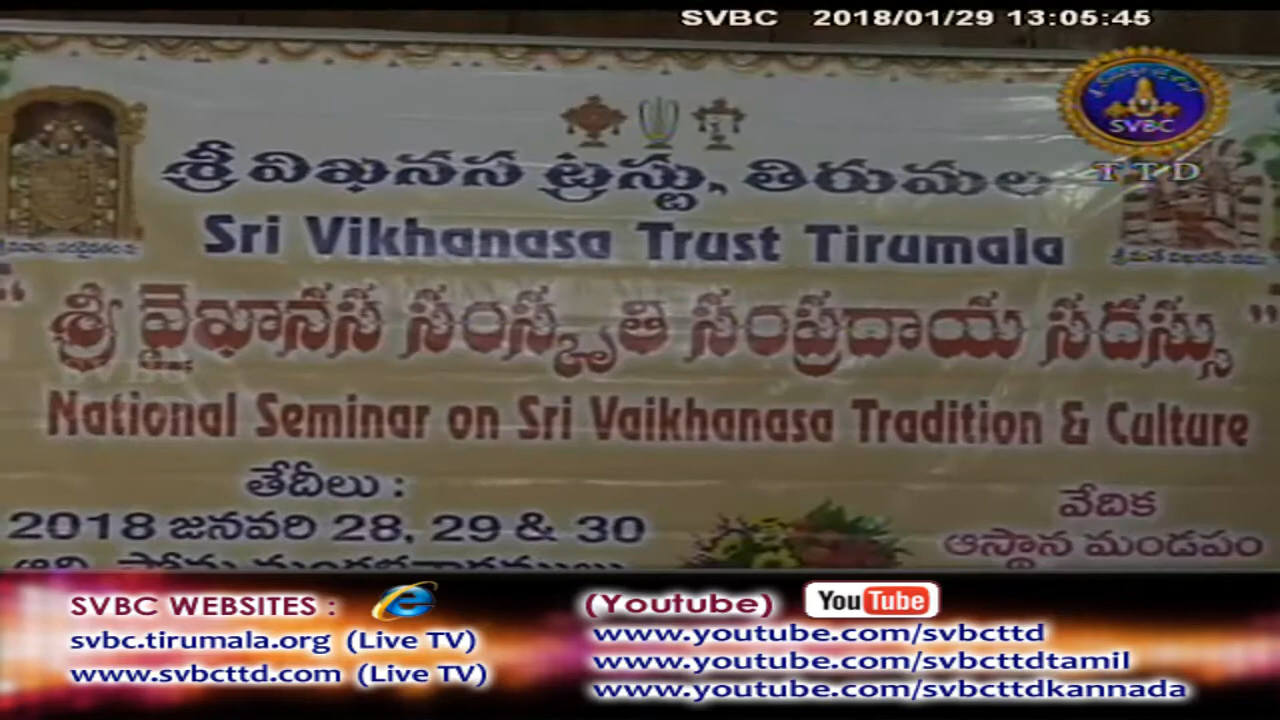 SVBC 2018/01/29 13:05:45
SVBC
TTD
శ్రీ విఖనస ట్రస్టు, తిరుమల
Sri Vikhanasa Trust Tirumala
“ శ్రీ వైఖానస సంస్కృతి సంప్రదాయ సదస్సు ”
National Seminar on Sri Vaikhanasa Tradition & Culture
తేదీలు :
2018 జనవరి 28, 29 & 30
వేదిక
ఆస్థాన మండపం
SVBC WEBSITES :
svbc.tirumala.org (Live TV)
www.svbcttd.com (Live TV)
(Youtube) YouTube
www.youtube.com/svbcttd
www.youtube.com/svbcttdtamil
www.youtube.com/svbcttdkannada